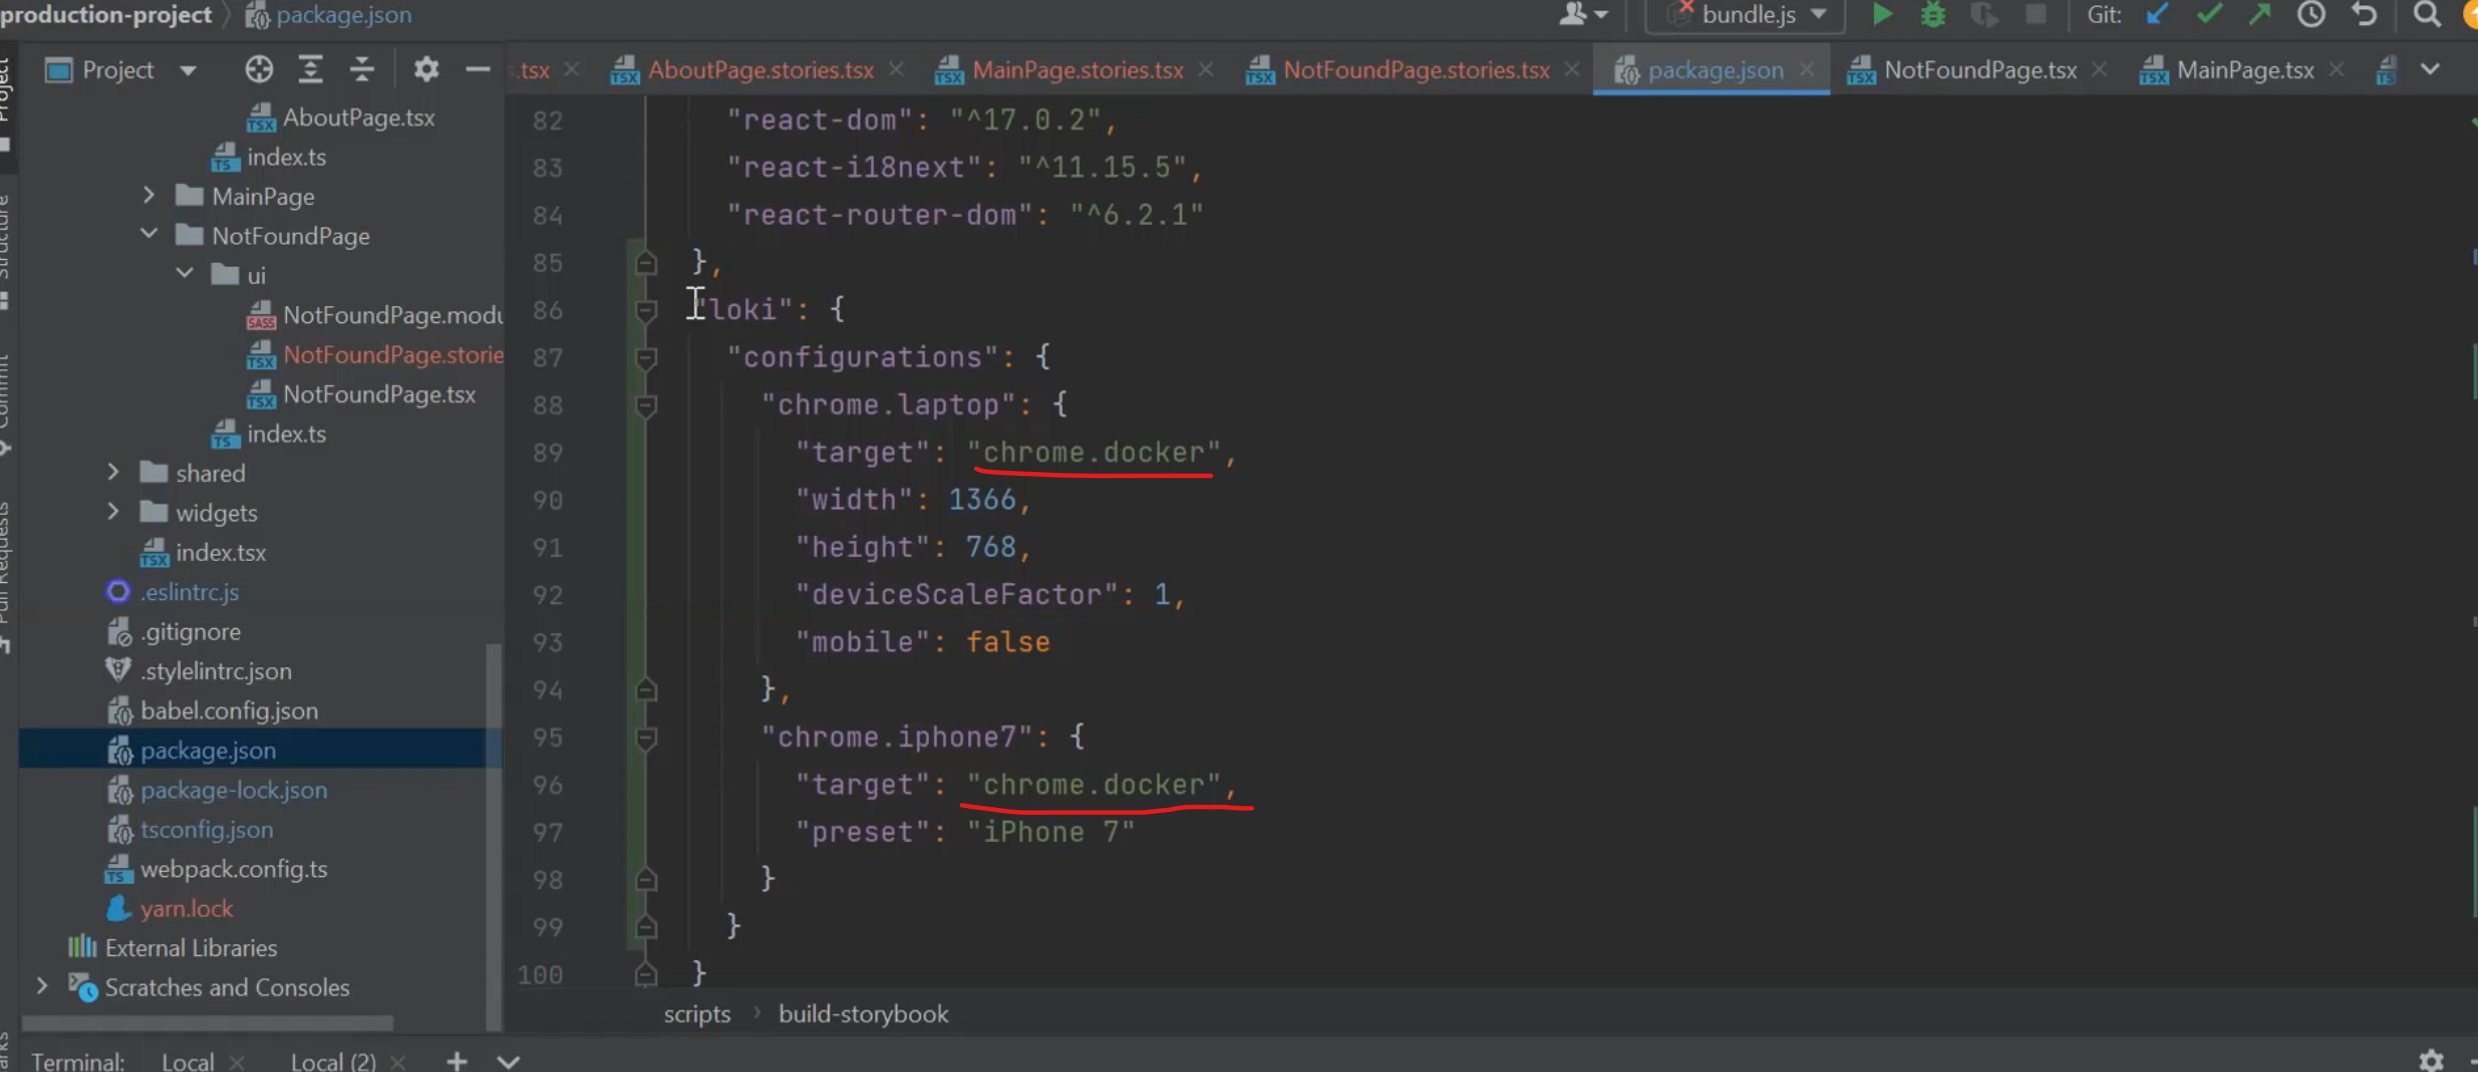 production-project
package.json
bundle.js
Git:
Project
.tsx
AboutPage.stories.tsx
MainPage.stories.tsx
NotFoundPage.stories.tsx
package.json
NotFoundPage.tsx
MainPage.tsx
Project
Structure
Commit
Pull Requests
AboutPage.tsx
index.ts
MainPage
NotFoundPage
ui
NotFoundPage.modu
NotFoundPage.storie
NotFoundPage.tsx
index.ts
shared
widgets
index.tsx
.eslintrc.js
.gitignore
.stylelintrc.json
babel.config.json
package.json
package-lock.json
tsconfig.json
webpack.config.ts
yarn.lock
External Libraries
Scratches and Consoles
82 "react-dom": "^17.0.2",
83 "react-i18next": "^11.15.5",
84 "react-router-dom": "^6.2.1"
85 },
86 "loki": {
87 "configurations": {
88 "chrome.laptop": {
89 "target": "chrome.docker",
90 "width": 1366,
91 "height": 768,
92 "deviceScaleFactor": 1,
93 "mobile": false
94 },
95 "chrome.iphone7": {
96 "target": "chrome.docker",
97 "preset": "iPhone 7"
98 }
99 }
100 }
scripts
build-storybook
Terminal: Local Local (2)